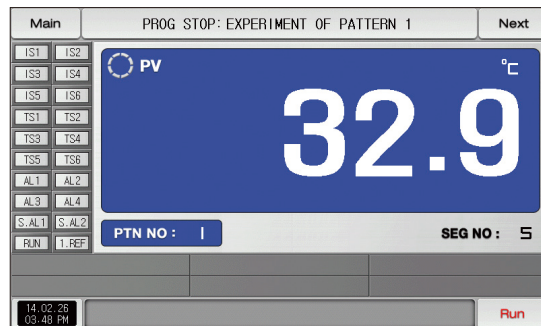 Main PROG STOP: EXPERIMENT OF PATTERN 1 Next
IS1 IS2
IS3 IS4
IS5 IS6
TS1 TS2
TS3 TS4
TS5 TS6
AL1 AL2
AL3 AL4
S.AL1 S.AL2
RUN 1.REF
PV ℃
32.9
PTN NO : 1 SEG NO : 5
14.02.26
03:48 PM
Run